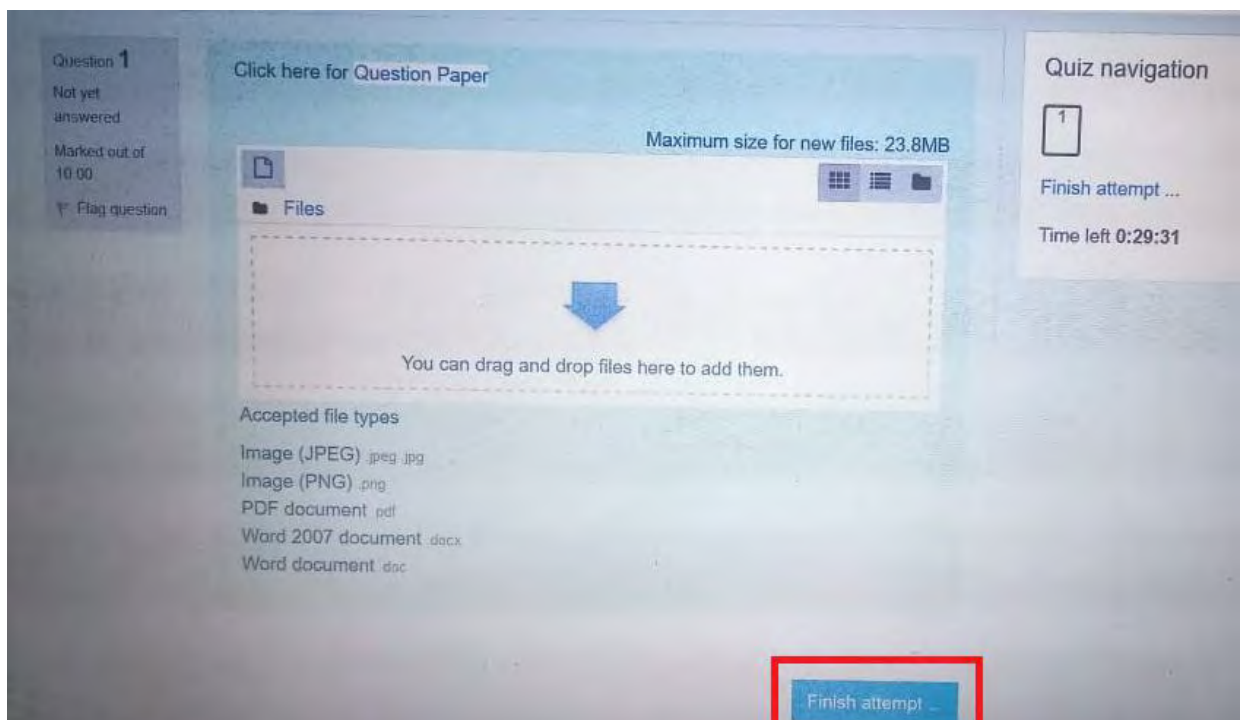 Question 1
Not yet
answered
Marked out of
10.00
Flag question
Click here for Question Paper
Maximum size for new files: 23.8MB
Files
You can drag and drop files here to add them.
Accepted file types
Image (JPEG) .jpeg .jpg
Image (PNG) .png
PDF document .pdf
Word 2007 document .docx
Word document .doc
Finish attempt ...
Quiz navigation
1
Finish attempt ...
Time left 0:29:31